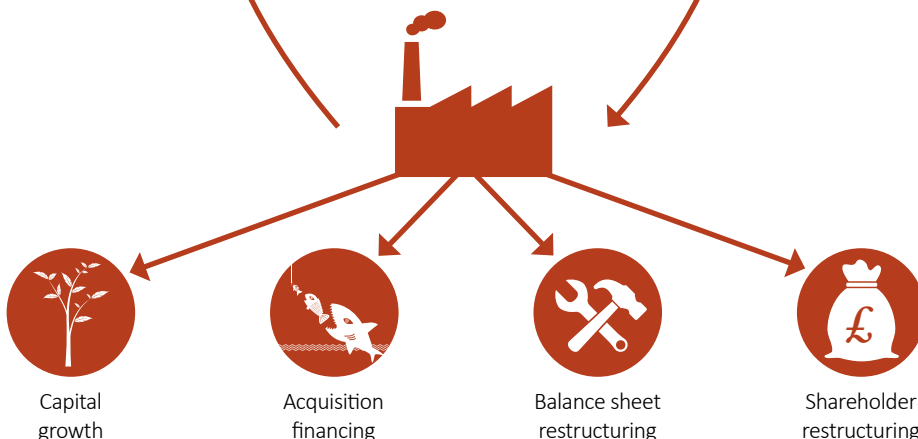 £
Capital
growth
Acquisition
financing
Balance sheet
restructuring
Shareholder
restructuring